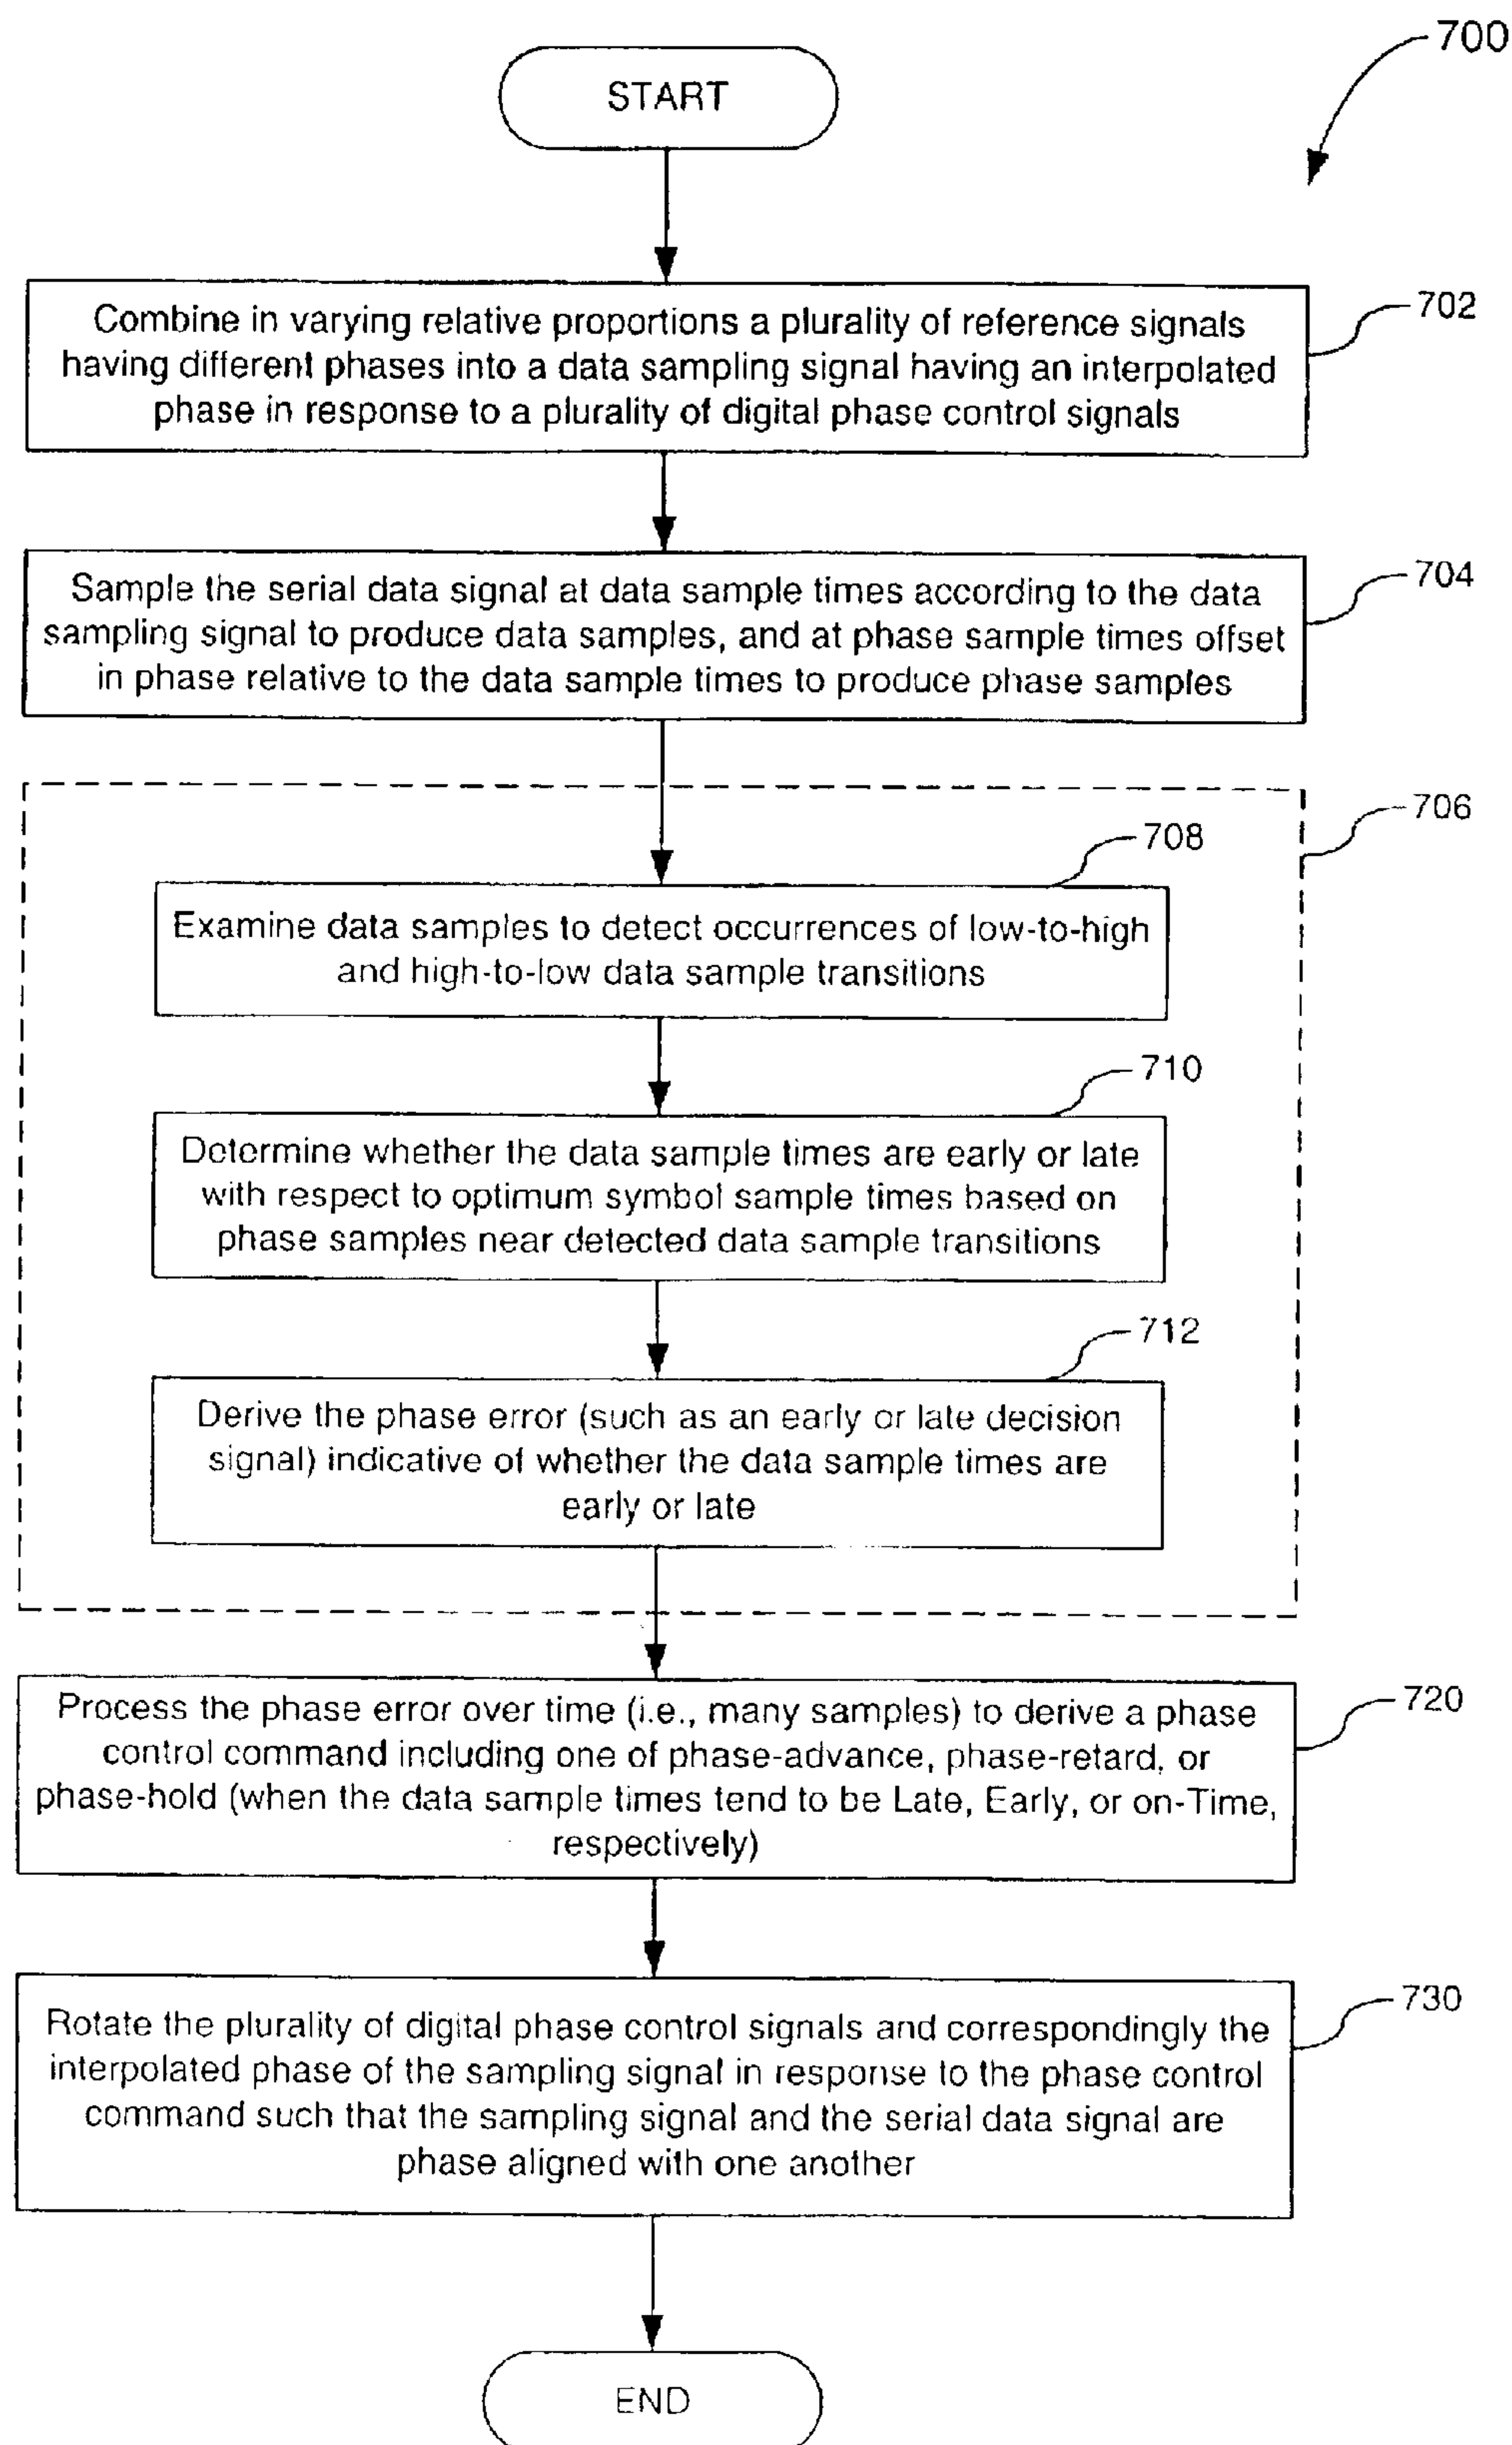 700
START
702
Combine in varying relative proportions a plurality of reference signals
having different phases into a data sampling signal having an interpolated
phase in response to a plurality of digital phase control signals
704
Sample the serial data signal at data sample times according to the data
sampling signal to produce data samples, and at phase sample times offset
in phase relative to the data sample times to produce phase samples
706
708
Examine data samples to detect occurrences of low-to-high
and high-to-low data sample transitions
710
Determine whether the data sample times are early or late
with respect to optimum symbol sample times based on
phase samples near detected data sample transitions
712
Derive the phase error (such as an early or late decision
signal) indicative of whether the data sample times are
early or late
720
Process the phase error over time (i.e., many samples) to derive a phase
control command including one of phase-advance, phase-retard, or
phase-hold (when the data sample times tend to be Late, Early, or on-Time,
respectively)
730
Rotate the plurality of digital phase control signals and correspondingly the
interpolated phase of the sampling signal in response to the phase control
command such that the sampling signal and the serial data signal are
phase aligned with one another
END